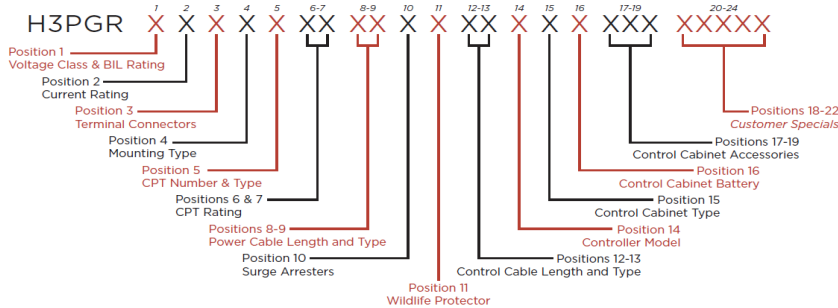 1 2 3 4 5 6-7 8-9 10 11 12-13 14 15 16 17-19 20-24
H3PGR X X X X X XX XX X X XX X X X XXX XXXXX
Position 1
Voltage Class & BIL Rating
Position 2
Current Rating
Position 3
Terminal Connectors
Position 4
Mounting Type
Position 5
CPT Number & Type
Positions 6 & 7
CPT Rating
Positions 8-9
Power Cable Length and Type
Position 10
Surge Arresters
Position 11
Wildlife Protector
Positions 12-13
Control Cable Length and Type
Position 14
Controller Model
Position 15
Control Cabinet Type
Position 16
Control Cabinet Battery
Positions 17-19
Control Cabinet Accessories
Positions 18-22
Customer Specials